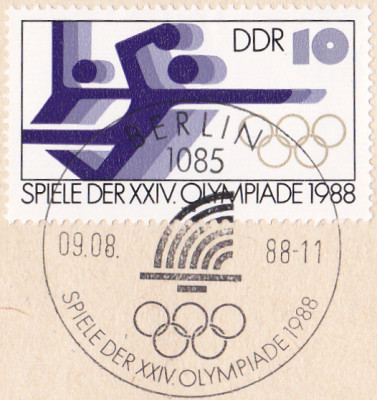 DDR 10
BERLIN
1085
SPIELE DER XXIV. OLYMPIADE 1988
09.08. 88-11
SPIELE DER XXIV. OLYMPIADE 1988